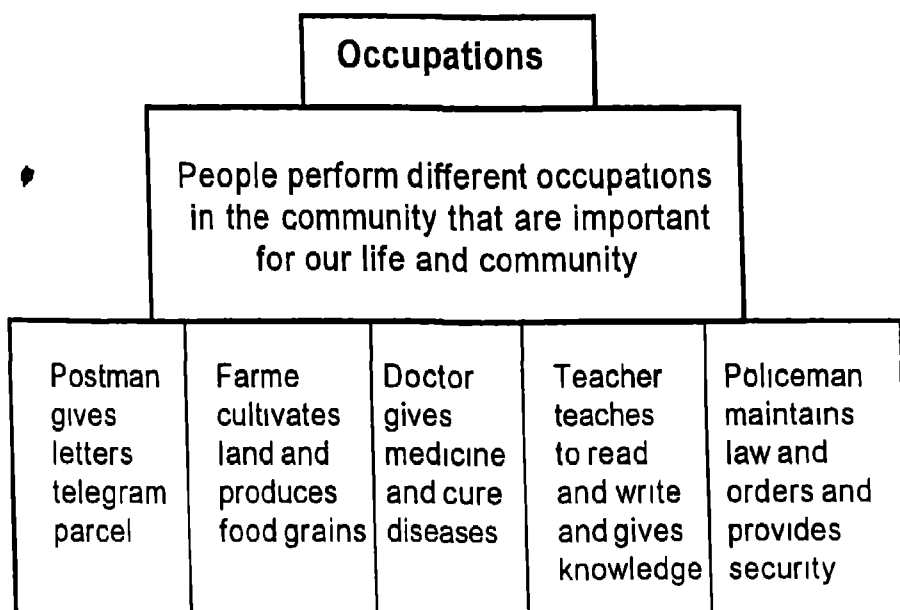 Occupations
People perform different occupations
in the community that are important
for our life and community
Postman
gives
letters
telegram
parcel
Farme
cultivates
land and
produces
food grains
Doctor
gives
medicine
and cure
diseases
Teacher
teaches
to read
and write
and gives
knowledge
Policeman
maintains
law and
orders and
provides
security